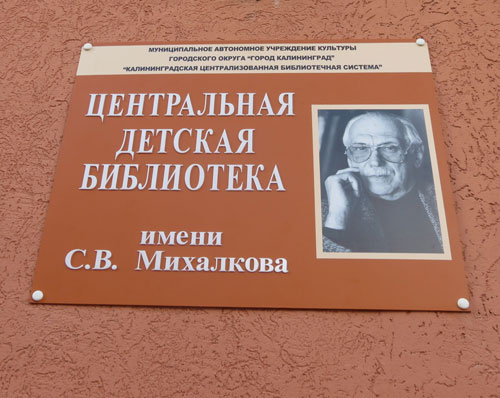 МУНИЦИПАЛЬНОЕ АВТОНОМНОЕ УЧРЕЖДЕНИЕ КУЛЬТУРЫ
ГОРОДСКОГО ОКРУГА "ГОРОД КАЛИНИНГРАД"
"КАЛИНИНГРАДСКАЯ ЦЕНТРАЛИЗОВАННАЯ БИБЛИОТЕЧНАЯ СИСТЕМА"
ЦЕНТРАЛЬНАЯ
ДЕТСКАЯ
БИБЛИОТЕКА
имени
С.В. Михалкова